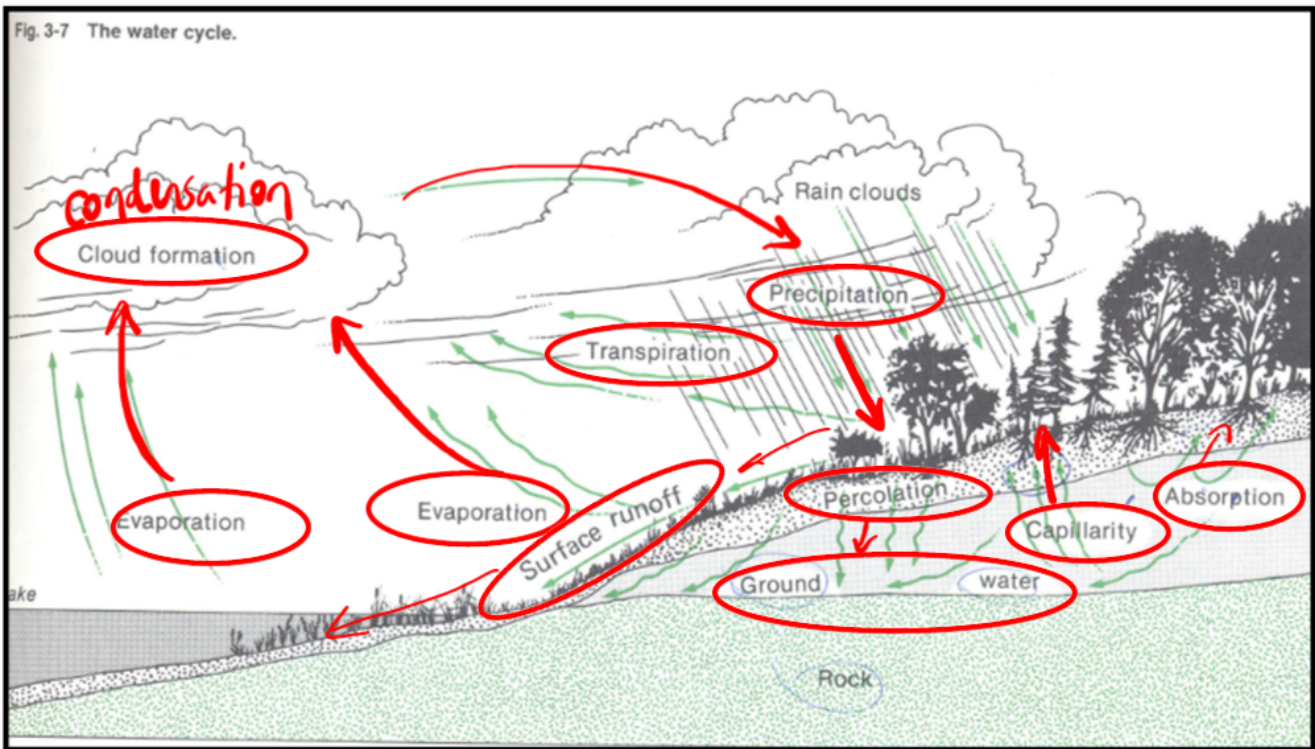 Fig. 3-7 The water cycle.
condensation
Cloud formation
Rain clouds
Precipitation
Transpiration
Evaporation
Evaporation
Surface runoff
Percolation
Capillarity
Absorption
Ground water
ake
Rock